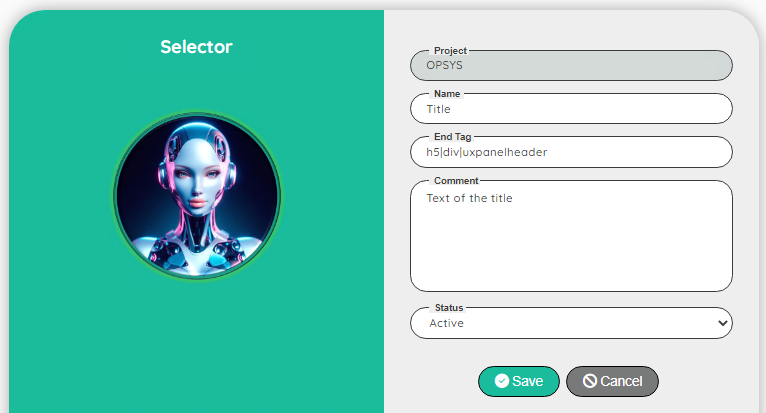 Selector
Project
OPSYS
Name
Title
End Tag
h5|div|uxpanelheader
Comment
Text of the title
Status
Active
Save
Cancel